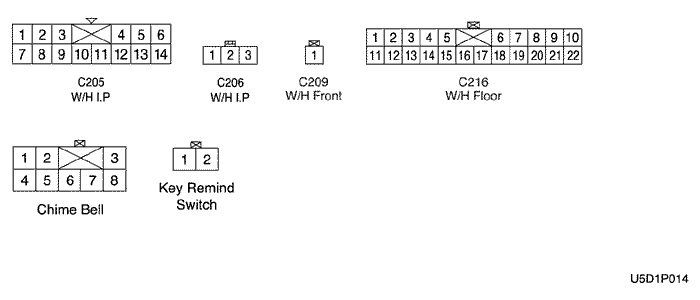 1 2 3 4 5 6
7 8 9 10 11 12 13 14
C205
W/H I.P
1 2 3
C206
W/H I.P
1
C209
W/H Front
1 2 3 4 5 6 7 8 9 10
11 12 13 14 15 16 17 18 19 20 21 22
C216
W/H Floor
1 2 3
4 5 6 7 8
Chime Bell
1 2
Key Remind
Switch
U5D1P014